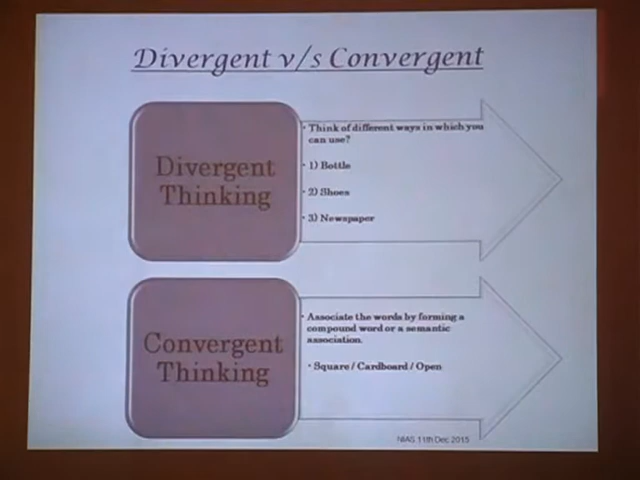 Divergent v/s Convergent
Divergent
Thinking
• Think of different ways in which you
can use?
• 1) Bottle
• 2) Shoes
• 3) Newspaper
Convergent
Thinking
• Associate the words by forming a
compound word or a semantic
association.
• Square / Cardboard / Open
NIAS 11th Dec 2015